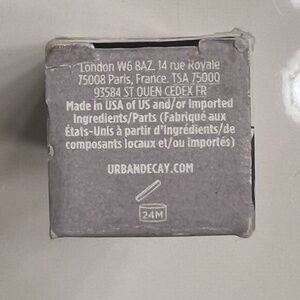 London W6 8AZ. 14 rue Royale
75008 Paris, France. TSA 75000
93584 ST OUEN CEDEX FR
Made in USA of US and/or Imported
Ingredients/Parts (Fabriqué aux
États-Unis à partir d'ingrédients/de
composants locaux et/ou importés)
URBANDECAY.COM
24M